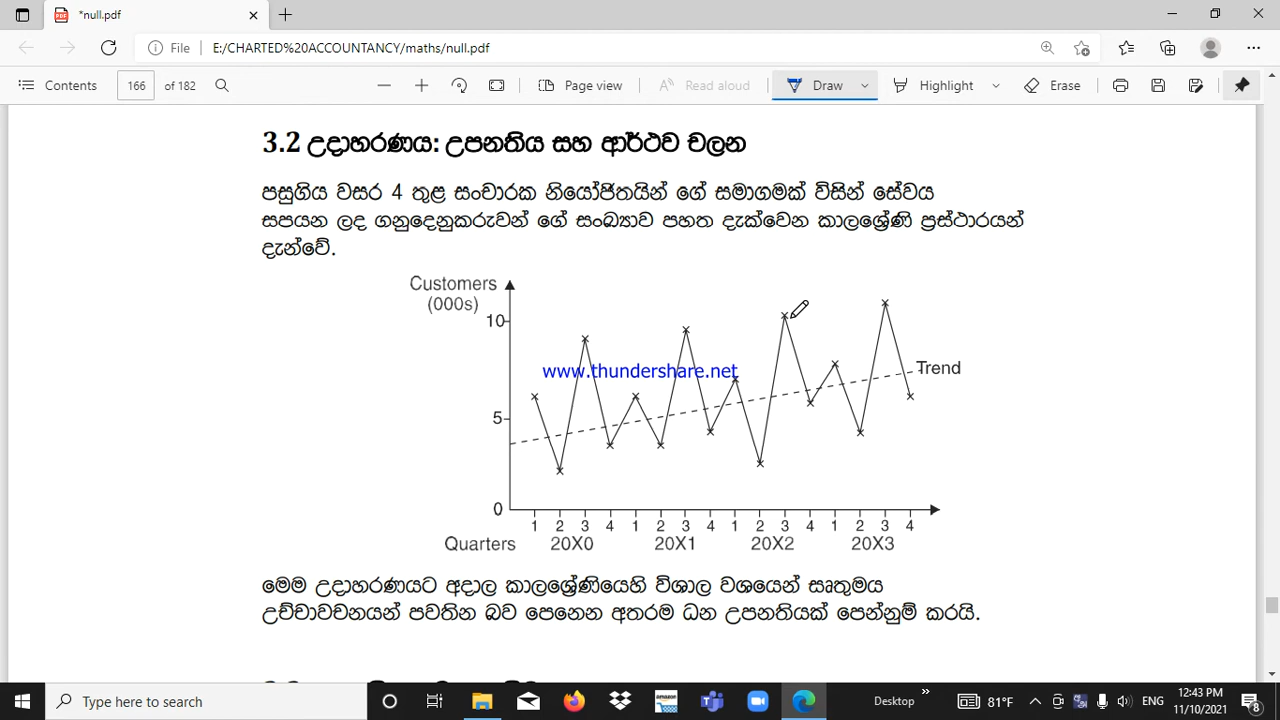 *null.pdf
File E:/CHARTED%20ACCOUNTANCY/maths/null.pdf
Contents 166 of 182 Page view Read aloud Draw Highlight Erase
3.2 උදාහරණය: උපනතිය සහ ආර්ථව චලන
පසුගිය වසර 4 තුළ සංචාරක නියෝජිතයින් ගේ සමාගමක් විසින් සේවය
සපයන ලද ගනුදෙනුකරුවන් ගේ සංඛ්‍යාව පහත දැක්වෙන කාලශ්‍රේණි ප්‍රස්ථාරයන්
දැන්වේ.
Customers
(000s)
10
www.thundershare.net
Trend
5
0
1 2 3 4 1 2 3 4 1 2 3 4 1 2 3 4
Quarters 20X0 20X1 20X2 20X3
මෙම උදාහරණයට අදාල කාලශ්‍රේණියෙහි විශාල වශයෙන් සෘතුමය
උච්චාවචනයන් පවතින බව පෙනෙන අතරම ධන උපනතියක් පෙන්නුම් කරයි.
Type here to search Desktop 81°F ENG 12:43 PM
11/10/2021 8